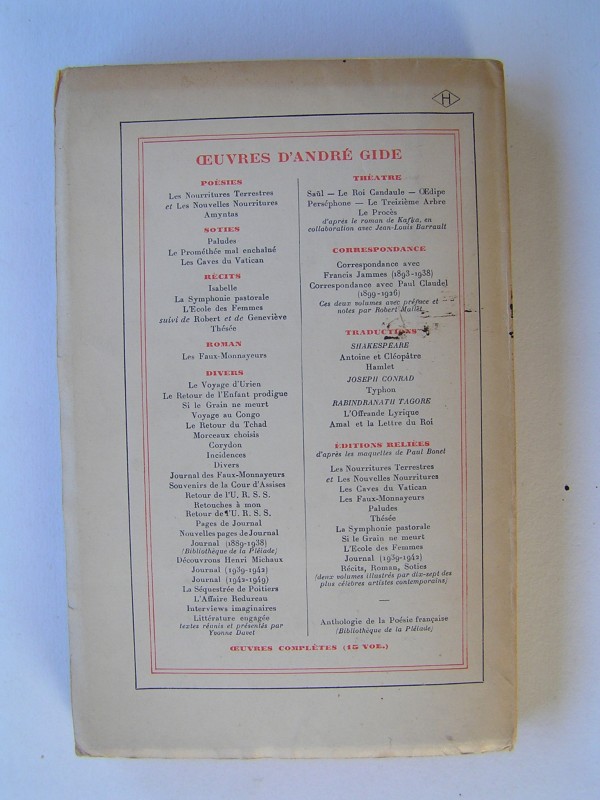 H
ŒUVRES D'ANDRÉ GIDE
POÉSIES
Les Nourritures Terrestres
et Les Nouvelles Nourritures
Amyntas
SOTIES
Paludes
Le Prométhée mal enchaîné
Les Caves du Vatican
RÉCITS
Isabelle
La Symphonie pastorale
L'Ecole des Femmes
suivi de Robert et de Geneviève
Thésée
ROMAN
Les Faux-Monnayeurs
DIVERS
Le Voyage d'Urien
Le Retour de l'Enfant prodigue
Si le Grain ne meurt
Voyage au Congo
Le Retour du Tchad
Morceaux choisis
Corydon
Incidences
Divers
Journal des Faux-Monnayeurs
Souvenirs de la Cour d'Assises
Retour de l'U. R. S. S.
Retouches à mon
Retour de l'U. R. S. S.
Pages de Journal
Nouvelles pages de Journal
Journal (1889-1938)
(Bibliothèque de la Pléiade)
Découvrons Henri Michaux
Journal (1939-1942)
Journal (1942-1949)
La Séquestrée de Poitiers
L'Affaire Redureau
Interviews imaginaires
Littérature engagée
textes réunis et présentés par
Yvonne Davet
THÉATRE
Saül — Le Roi Candaule — Œdipe
Perséphone — Le Treizième Arbre
Le Procès
d'après le roman de Kafka, en
collaboration avec Jean-Louis Barrault
CORRESPONDANCE
Correspondance avec
Francis Jammes (1893-1938)
Correspondance avec Paul Claudel
(1899-1926)
Ces deux volumes avec préface et
notes par Robert Mallet
TRADUCTIONS
SHAKESPEARE
Antoine et Cléopâtre
Hamlet
JOSEPH CONRAD
Typhon
RABINDRANATH TAGORE
L'Offrande Lyrique
Amal et la Lettre du Roi
ÉDITIONS RELIÉES
d'après les maquettes de Paul Bonet
Les Nourritures Terrestres
et Les Nouvelles Nourritures
Les Caves du Vatican
Les Faux-Monnayeurs
Paludes
Thésée
La Symphonie pastorale
Si le Grain ne meurt
L'Ecole des Femmes
Journal (1939-1942)
Récits, Roman, Soties
(deux volumes illustrés par dix-sept des
plus célèbres artistes contemporains)
—
Anthologie de la Poésie française
(Bibliothèque de la Pléiade)
ŒUVRES COMPLÈTES (15 VOL.)